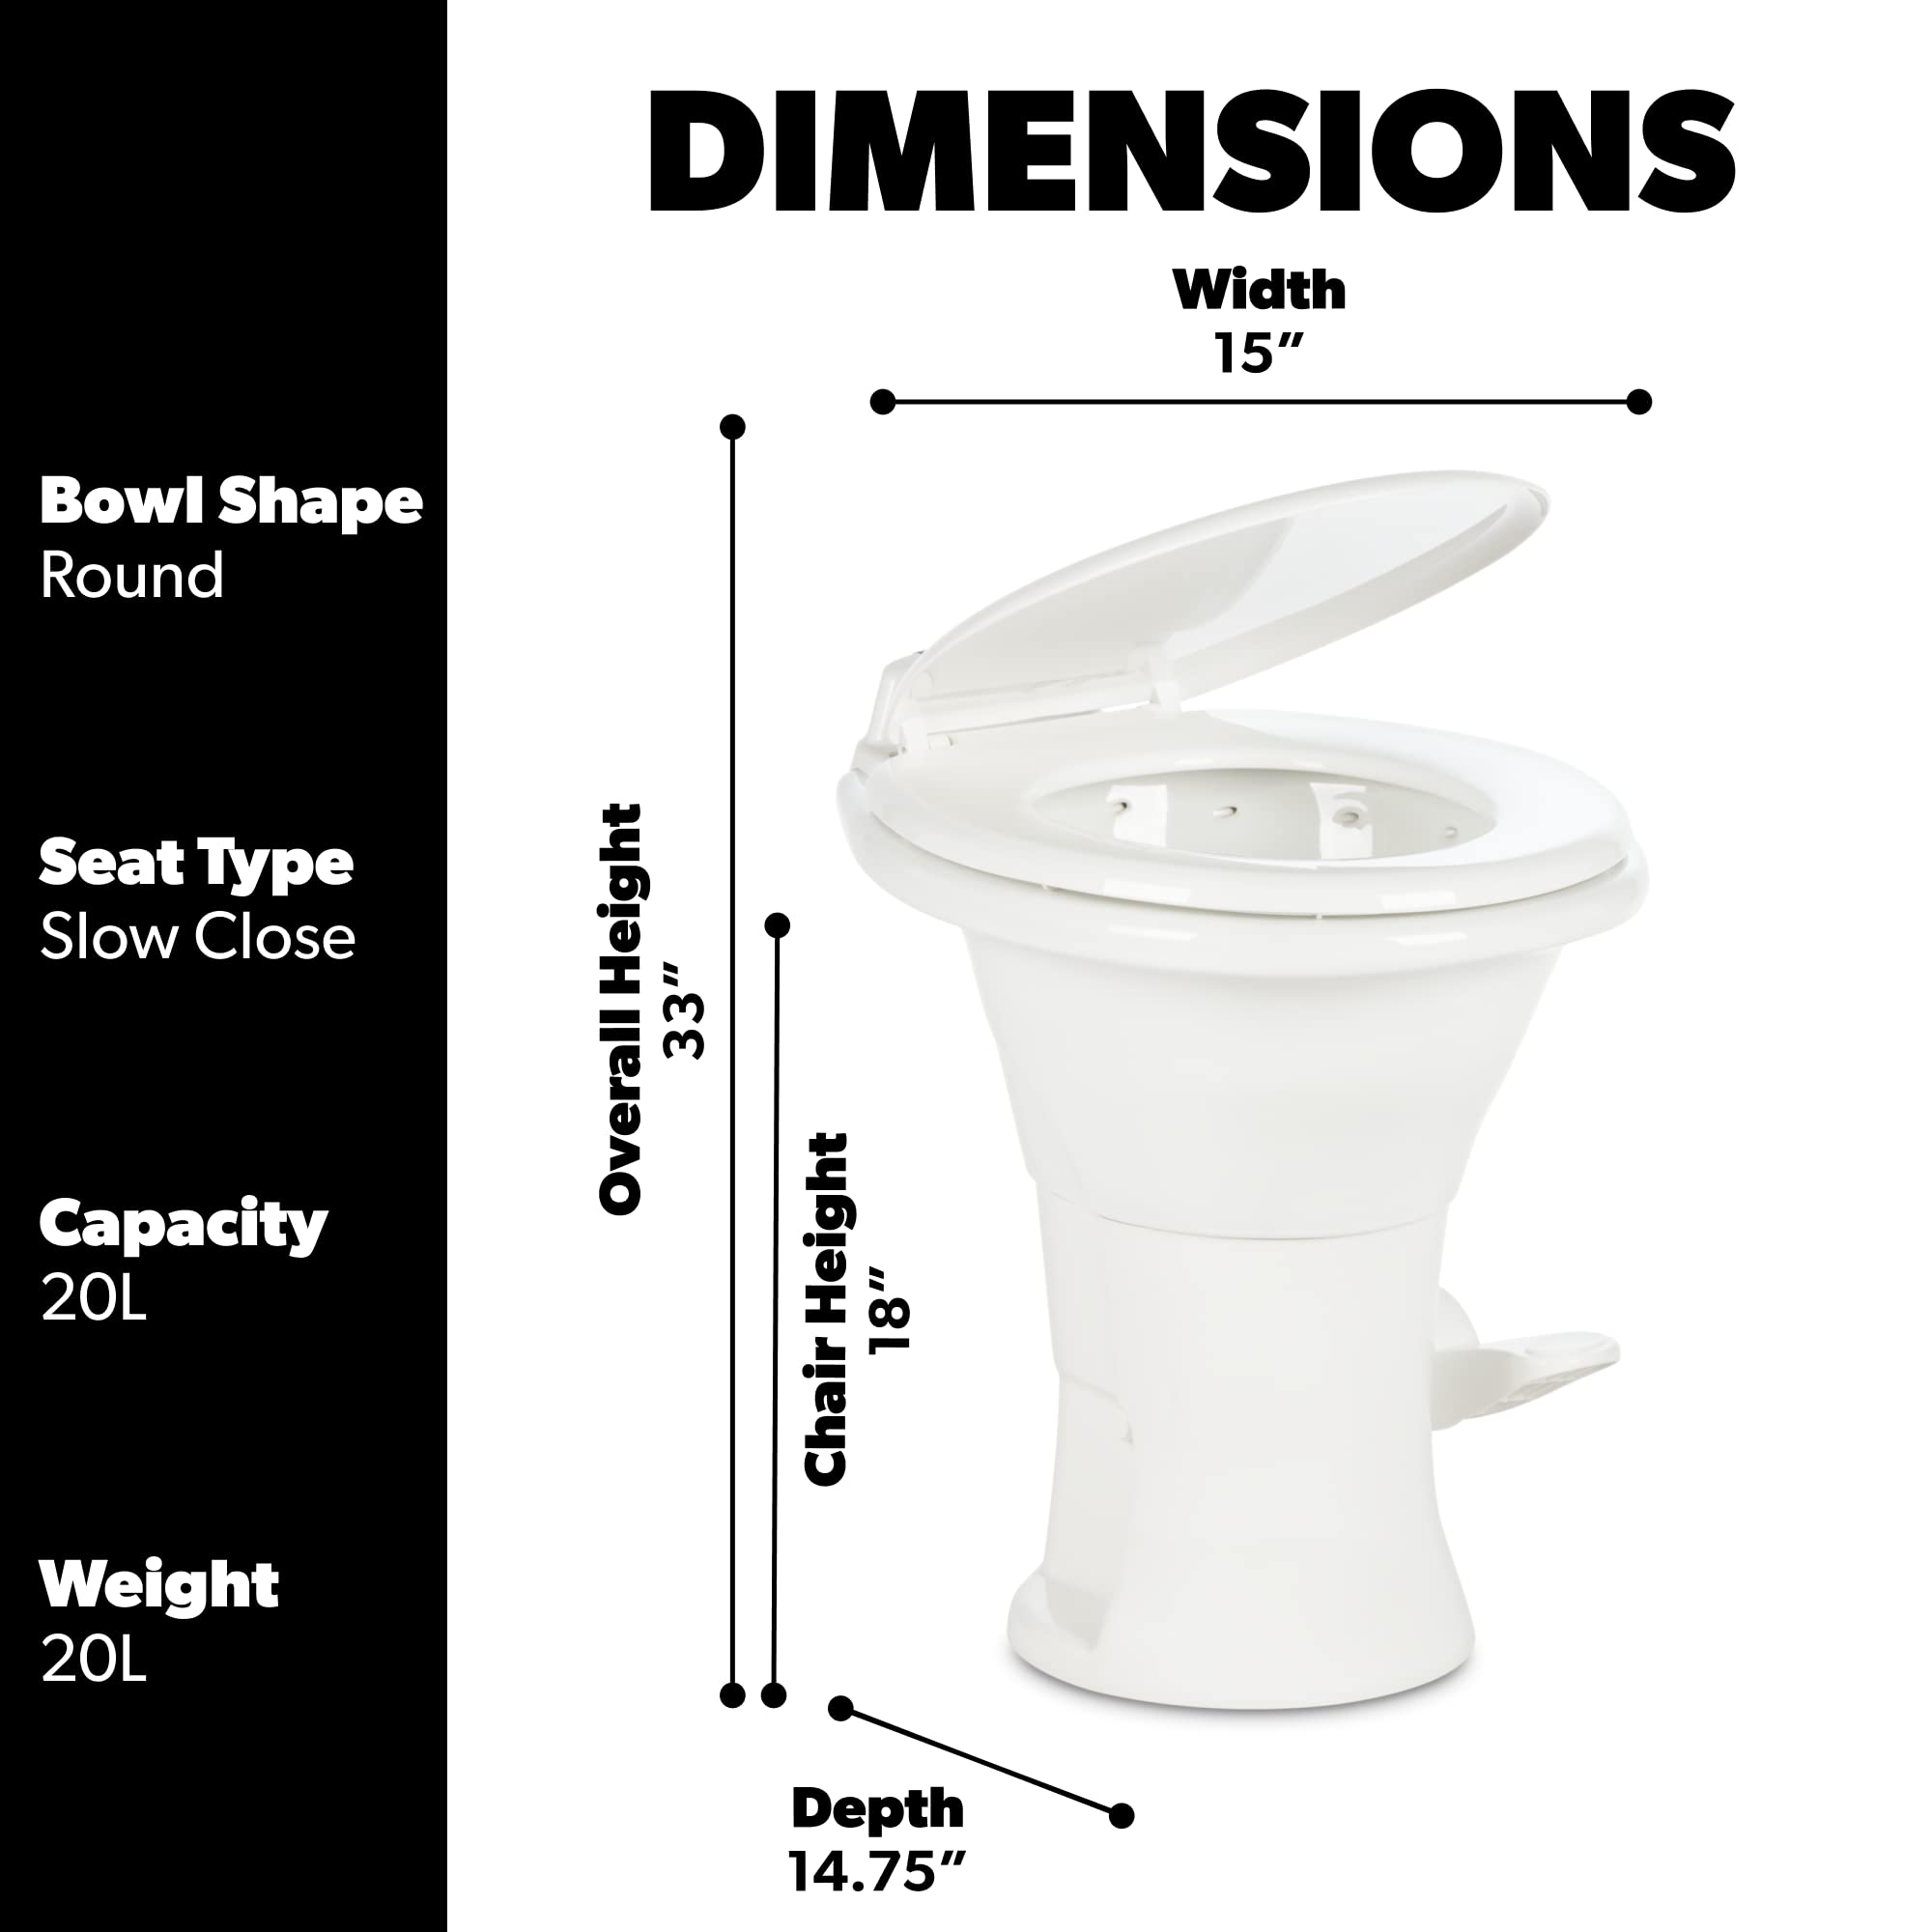 DIMENSIONS
Width
15”
Bowl Shape
Round
Seat Type
Slow Close
Capacity
20L
Weight
20L
Overall Height
33”
Chair Height
18”
Depth
14.75”